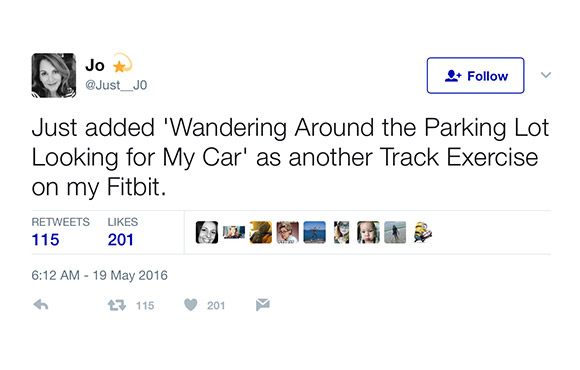 Jo 💫
@Just__J0
Follow
Just added 'Wandering Around the Parking Lot
Looking for My Car' as another Track Exercise
on my Fitbit.
RETWEETS LIKES
115 201
6:12 AM - 19 May 2016
115 201